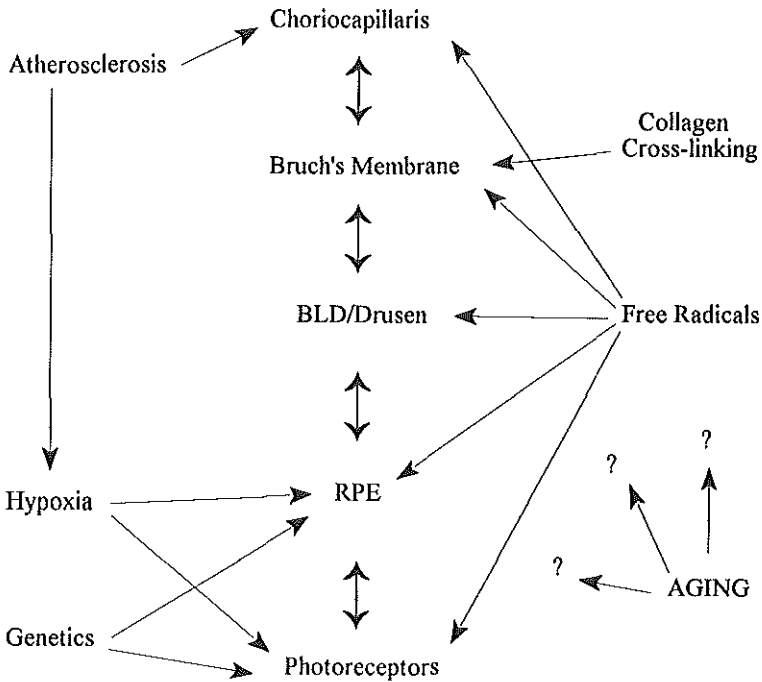 Choriocapillaris
Atherosclerosis
Collagen
Cross-linking
Bruch's Membrane
BLD/Drusen
Free Radicals
?
?
Hypoxia
RPE
?
AGING
Genetics
Photoreceptors